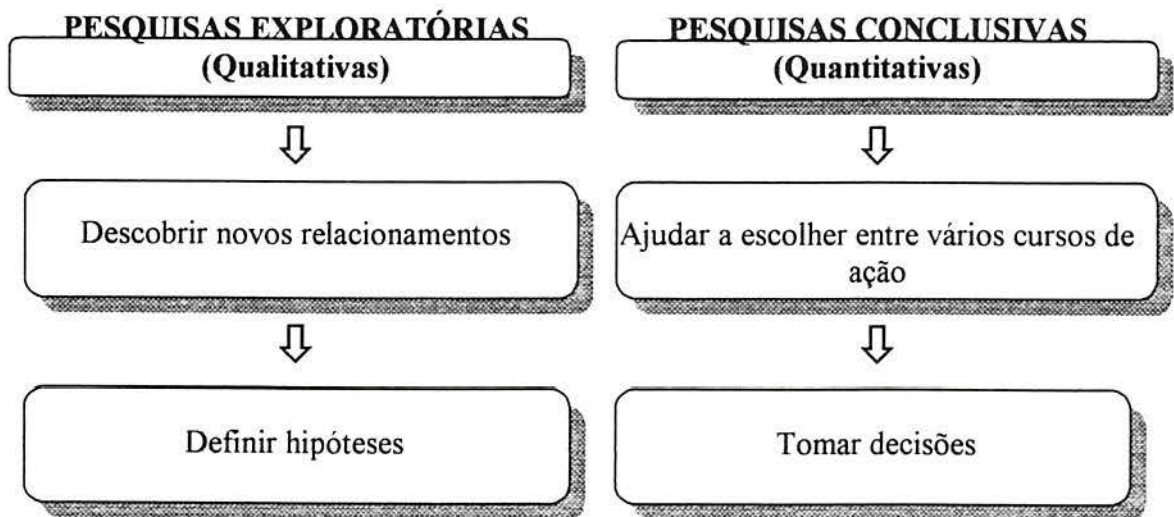 PESQUISAS EXPLORATÓRIAS
(Qualitativas)
Descobrir novos relacionamentos
Definir hipóteses
PESQUISAS CONCLUSIVAS
(Quantitativas)
Ajudar a escolher entre vários cursos de
ação
Tomar decisões